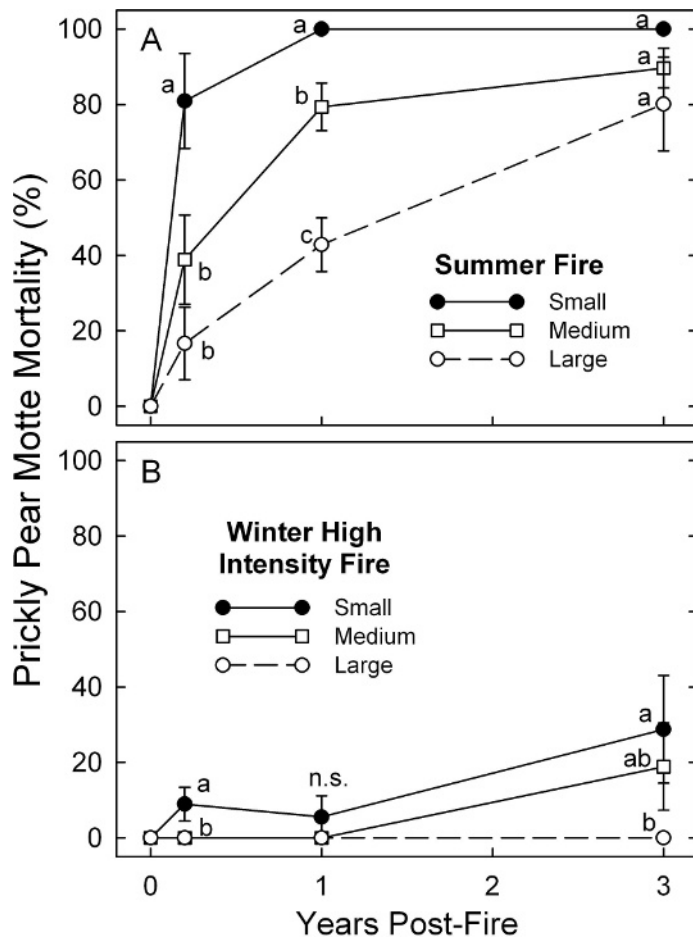 Prickly Pear Motte Mortality (%)
A
100
80
60
40
20
0
a
a
a
b
a
a
b
c
b
Summer Fire
Small
Medium
Large
B
100
80
60
40
20
0
Winter High
Intensity Fire
Small
Medium
Large
a
b
n.s.
a
ab
b
0
1
2
3
Years Post-Fire